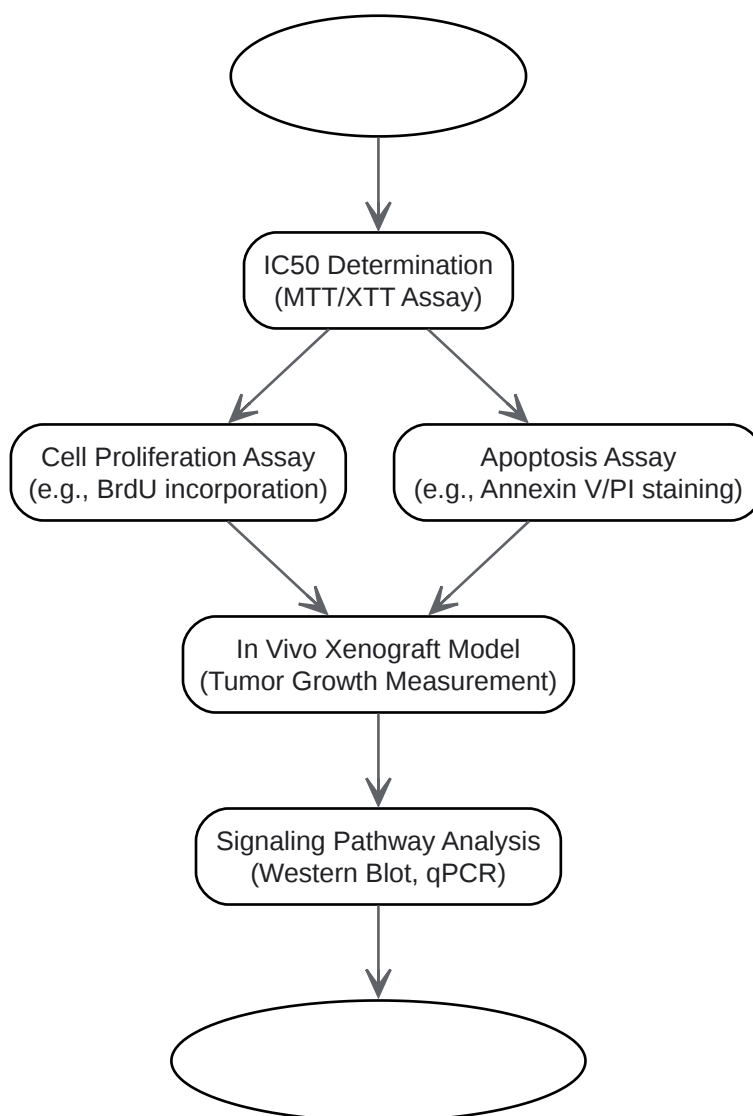 IC50 Determination
(MTT/XTT Assay)
Cell Proliferation Assay
(e.g., BrdU incorporation)
Apoptosis Assay
(e.g., Annexin V/PI staining)
In Vivo Xenograft Model
(Tumor Growth Measurement)
Signaling Pathway Analysis
(Western Blot, qPCR)